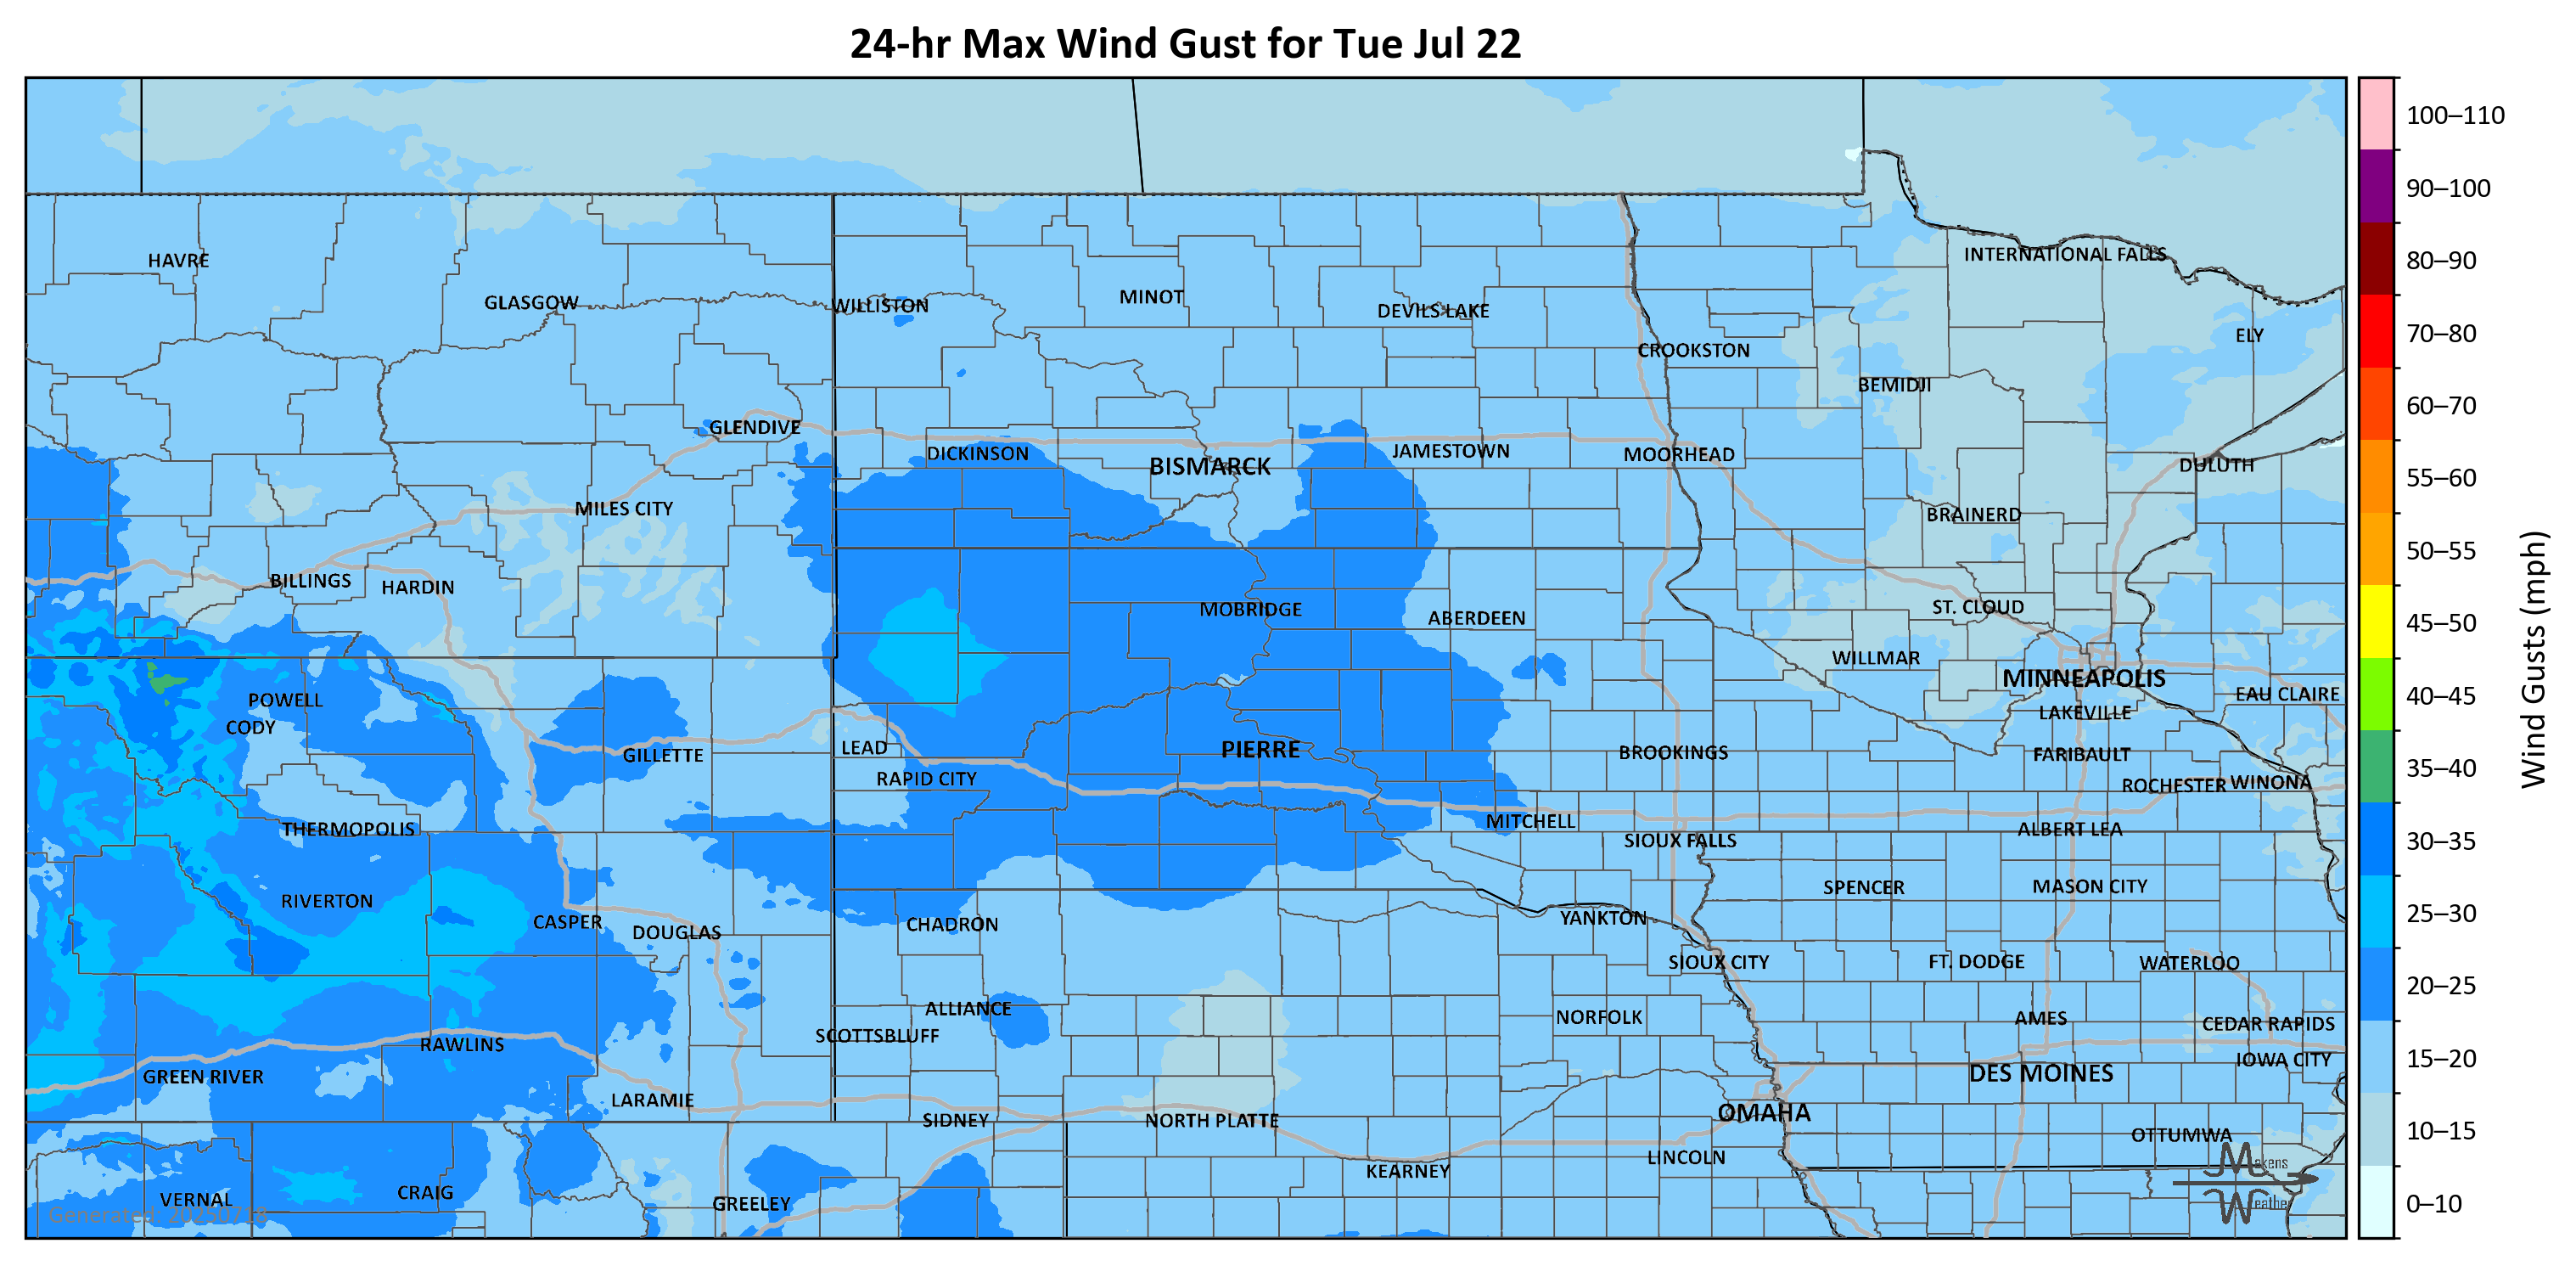 24-hr Max Wind Gust for Tue Jul 22
100–110
90–100
80–90
70–80
60–70
55–60
50–55
45–50
40–45
35–40
30–35
25–30
20–25
15–20
10–15
0–10
Wind Gusts (mph)
HAVRE
GLASGOW
WILLISTON
MINOT
DEVILS LAKE
INTERNATIONAL FALLS
ELY
CROOKSTON
BEMIDJI
GLENDIVE
DICKINSON
BISMARCK
JAMESTOWN
MOORHEAD
DULUTH
MILES CITY
BRAINERD
BILLINGS
HARDIN
MOBRIDGE
ABERDEEN
ST. CLOUD
WILLMAR
MINNEAPOLIS
EAU CLAIRE
POWELL
CODY
LAKEVILLE
GILLETTE
LEAD
PIERRE
BROOKINGS
FARIBAULT
RAPID CITY
ROCHESTER
WINONA
THERMOPOLIS
MITCHELL
SIOUX FALLS
ALBERT LEA
RIVERTON
SPENCER
MASON CITY
CASPER
DOUGLAS
CHADRON
YANKTON
SIOUX CITY
FT. DODGE
WATERLOO
ALLIANCE
SCOTTSBLUFF
NORFOLK
AMES
CEDAR RAPIDS
RAWLINS
IOWA CITY
GREEN RIVER
DES MOINES
LARAMIE
SIDNEY
NORTH PLATTE
OMAHA
OTTUMWA
LINCOLN
KEARNEY
VERNAL
CRAIG
GREELEY
Generated: 20250718
Makens
Weather